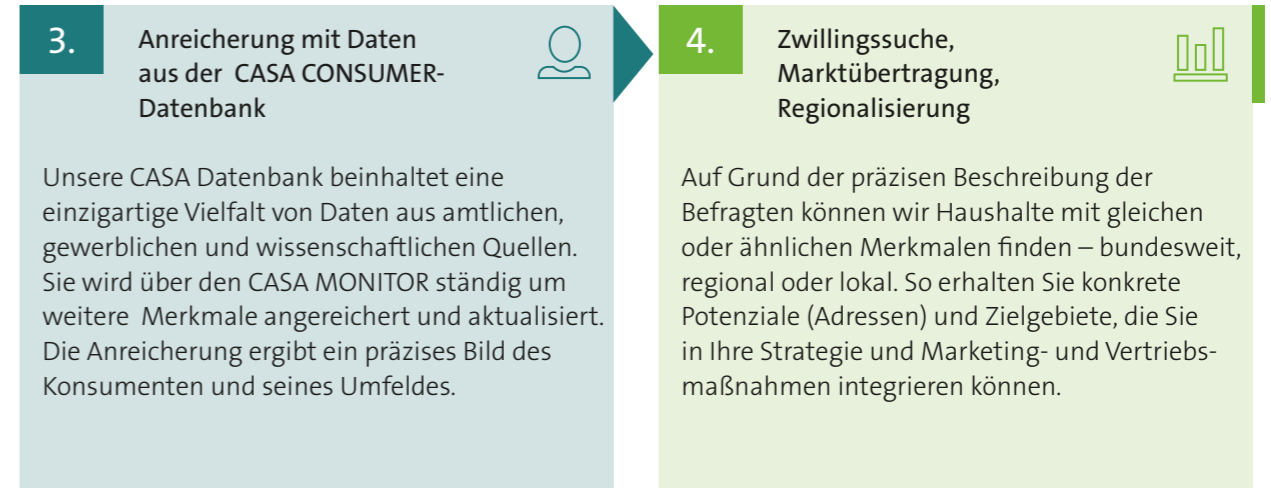 3.
Anreicherung mit Daten
aus der  CASA CONSUMER-
Datenbank
Unsere CASA Datenbank beinhaltet eine
einzigartige Vielfalt von Daten aus amtlichen,
gewerblichen und wissenschaftlichen Quellen.
Sie wird über den CASA MONITOR ständig um
weitere  Merkmale angereichert und aktualisiert.
Die Anreicherung ergibt ein präzises Bild des
Konsumenten und seines Umfeldes.
4.
Zwillingssuche,
Marktübertragung,
Regionalisierung
Auf Grund der präzisen Beschreibung der
Befragten können wir Haushalte mit gleichen
oder ähnlichen Merkmalen finden – bundesweit,
regional oder lokal. So erhalten Sie konkrete
Potenziale (Adressen) und Zielgebiete, die Sie
in Ihre Strategie und Marketing- und Vertriebs-
maßnahmen integrieren können.